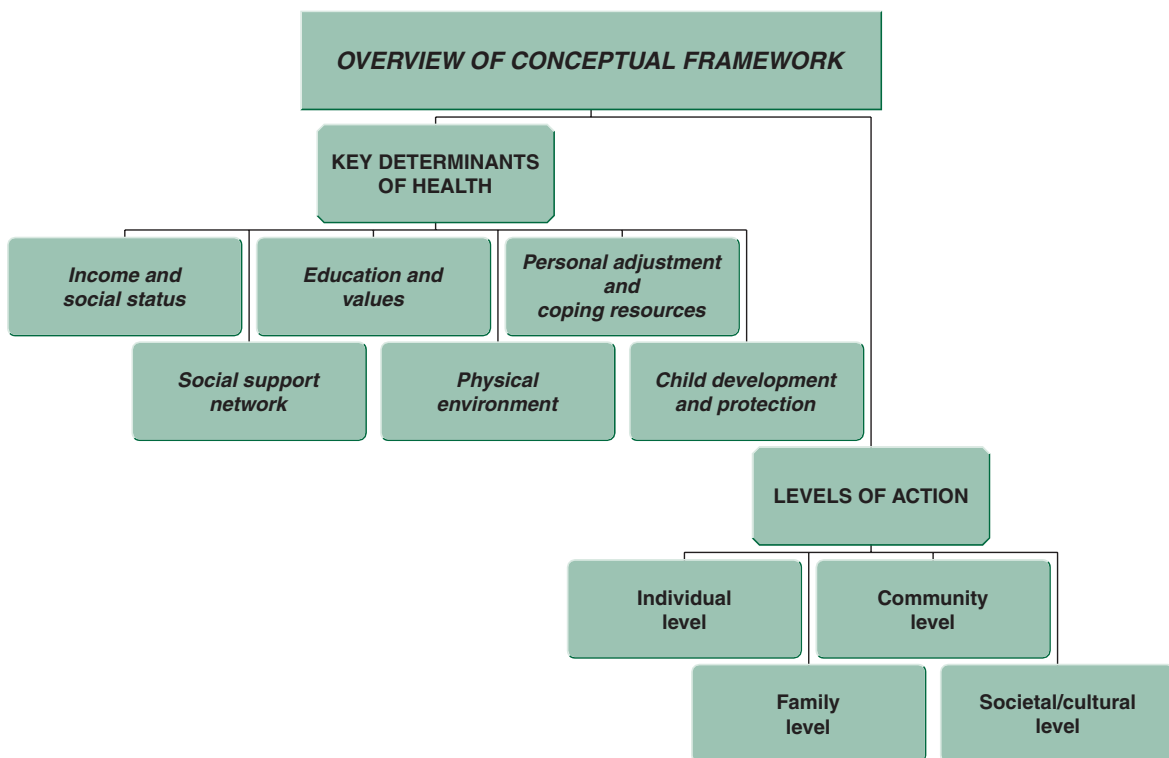 OVERVIEW OF CONCEPTUAL FRAMEWORK
KEY DETERMINANTS
OF HEALTH
Income and
social status
Education and
values
Personal adjustment
and
coping resources
Social support
network
Physical
environment
Child development
and protection
LEVELS OF ACTION
Individual
level
Community
level
Family
level
Societal/cultural
level